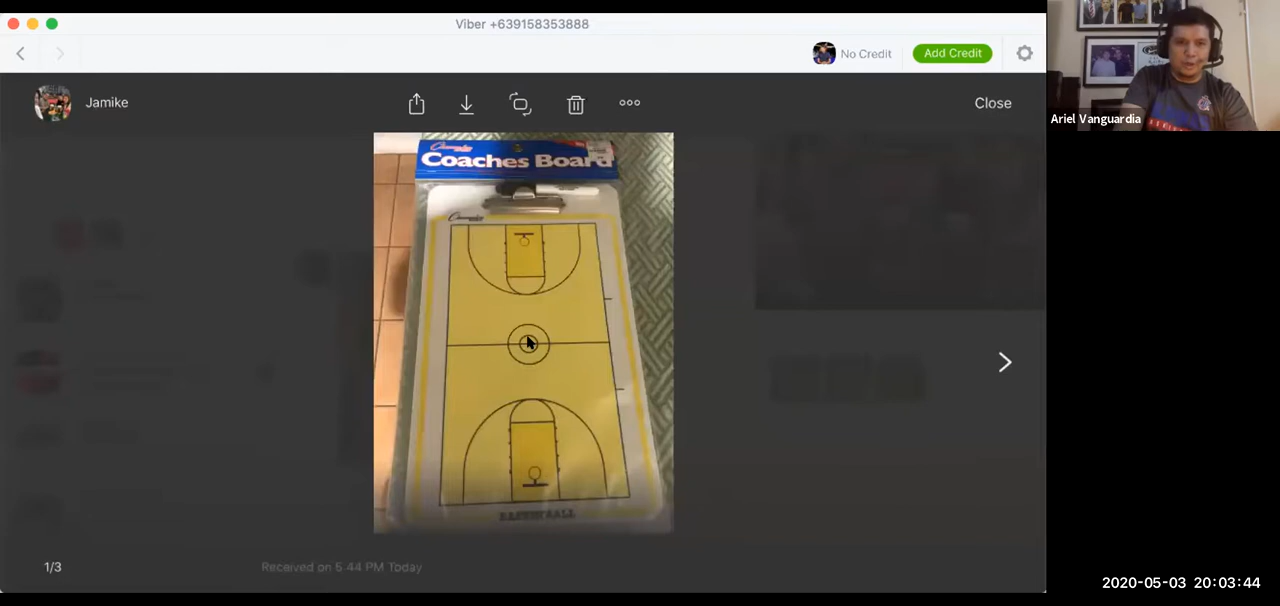 Viber +639158353888
No Credit
Add Credit
Jamike
Close
Coaches Board
BASKETBALL
1/3
Received on 5:44 PM Today
Ariel Vanguardia
2020-05-03 20:03:44